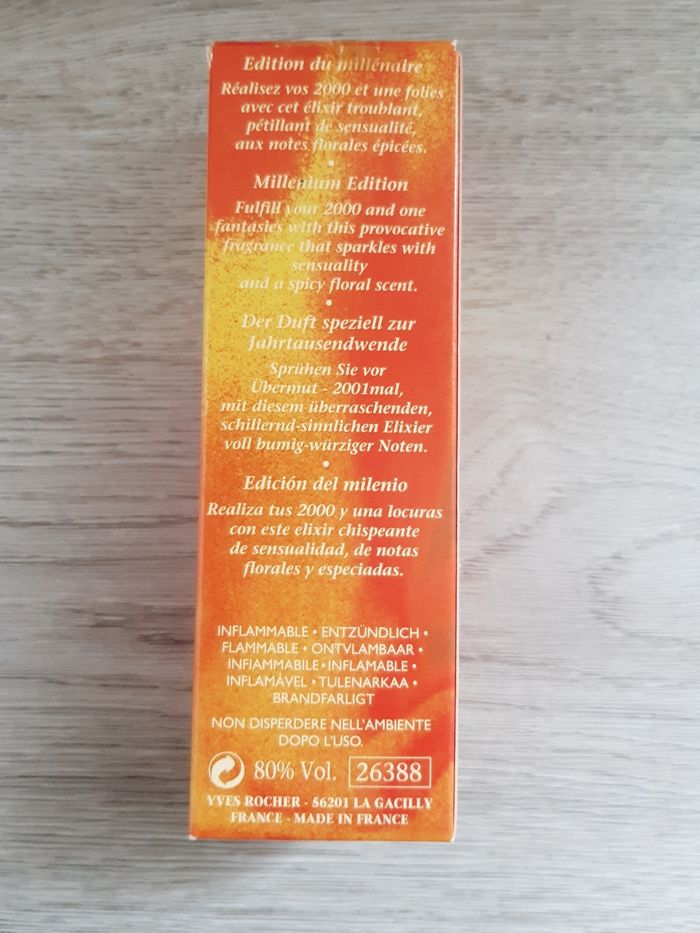 Edition du millénaire
Réalisez vos 2000 et une folies
avec cet élixir troublant,
pétillant de sensualité,
aux notes florales épicées.
•
Millenium Edition
Fulfill your 2000 and one
fantasies with this provocative
fragrance that sparkles with
sensuality
and a spicy floral scent.
•
Der Duft speziell zur
Jahrtausendwende
Sprühen Sie vor
Übermut - 2001mal,
mit diesem überraschenden,
schillernd-sinnlichen Elixier
voll bumig-würziger Noten.
•
Edición del milenio
Realiza tus 2000 y una locuras
con este elixir chispeante
de sensualidad, de notas
florales y especiadas.
INFLAMMABLE • ENTZÜNDLICH •
FLAMMABLE • ONTVLAMBAAR •
INFIAMMABILE • INFLAMABLE •
INFLAMÁVEL • TULENARKAA •
BRANDFARLIGT
NON DISPERDERE NELL'AMBIENTE
DOPO L'USO.
80% Vol. 26388
YVES ROCHER - 56201 LA GACILLY
FRANCE - MADE IN FRANCE